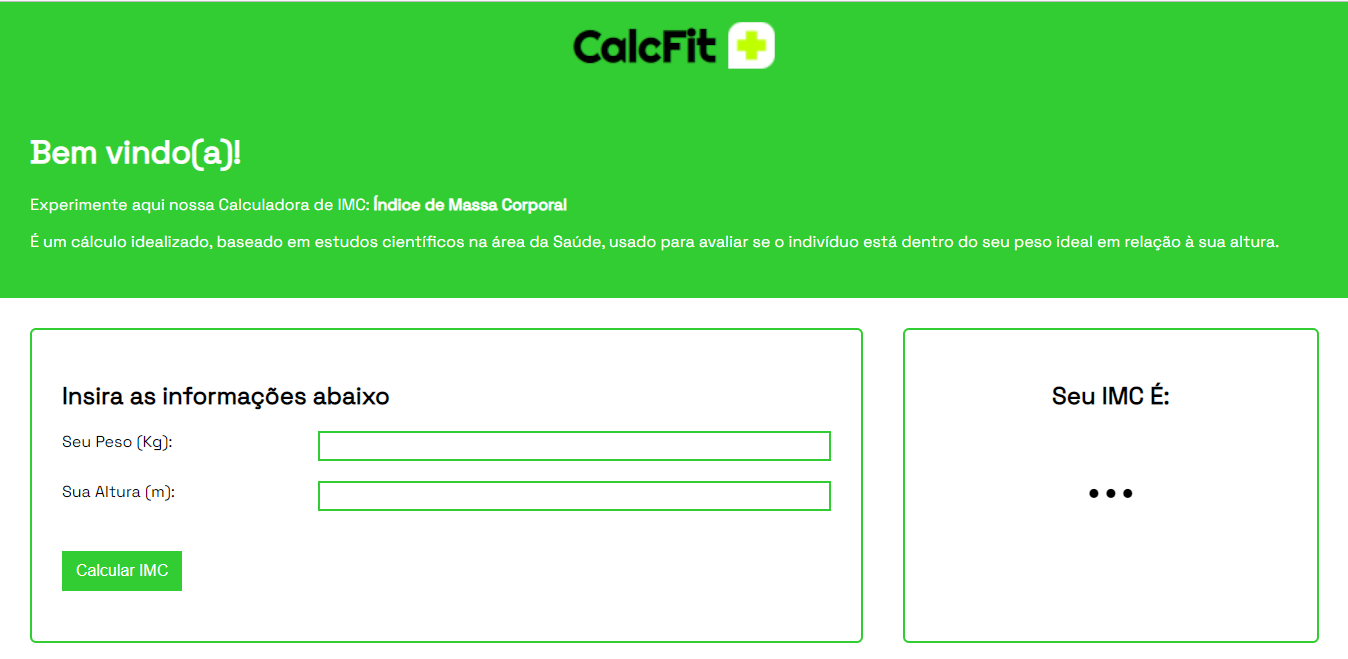 CalcFit
Bem vindo(a)!
Experimente aqui nossa Calculadora de IMC: Índice de Massa Corporal
É um cálculo idealizado, baseado em estudos científicos na área da Saúde, usado para avaliar se o indivíduo está dentro do seu peso ideal em relação à sua altura.
Insira as informações abaixo
Seu Peso (Kg):
Sua Altura (m):
Calcular IMC
Seu IMC É:
...